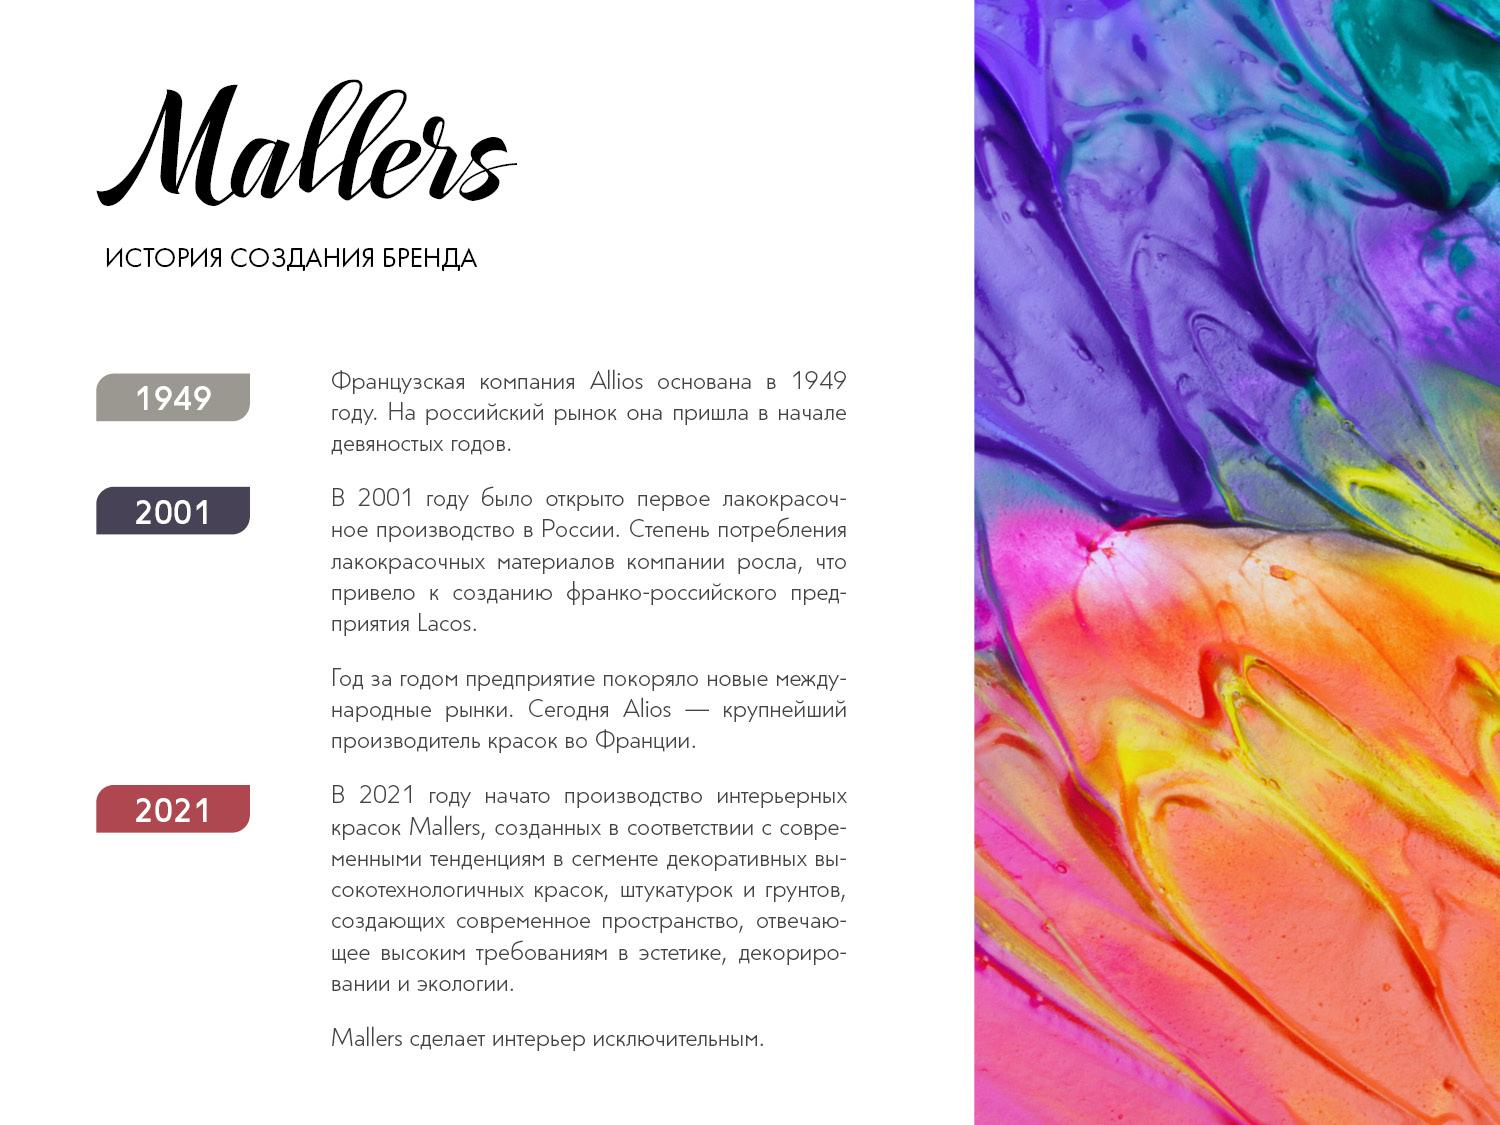 Mallers
ИСТОРИЯ СОЗДАНИЯ БРЕНДА
1949
Французская компания Allios основана в 1949
году. На российский рынок она пришла в начале
девяностых годов.
2001
В 2001 году было открыто первое лакокрасоч-
ное производство в России. Степень потребления
лакокрасочных материалов компании росла, что
привело к созданию франко-российского пред-
приятия Lacos.
Год за годом предприятие покоряло новые между-
народные рынки. Сегодня Alios — крупнейший
производитель красок во Франции.
2021
В 2021 году начато производство интерьерных
красок Mallers, созданных в соответствии с совре-
менными тенденциям в сегменте декоративных вы-
сокотехнологичных красок, штукатурок и грунтов,
создающих современное пространство, отвечаю-
щее высоким требованиям в эстетике, декориро-
вании и экологии.
Mallers сделает интерьер исключительным.